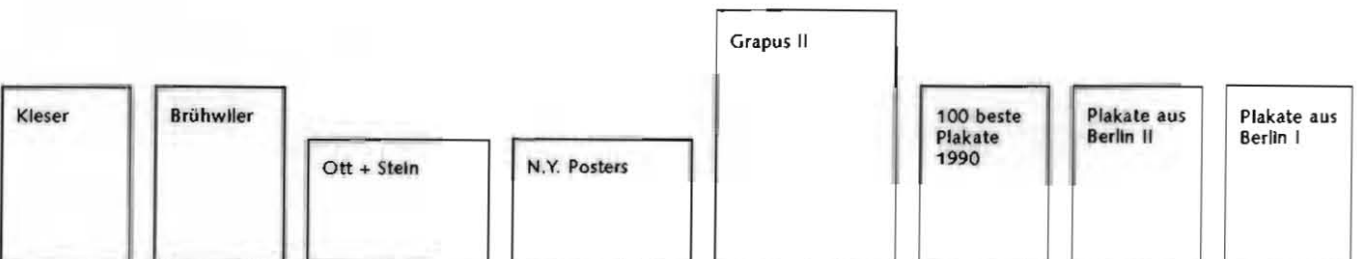 Grapus II
Kieser
Brühwiler
Ott + Stein
N.Y. Posters
100 beste
Plakate
1990
Plakate aus
Berlin II
Plakate aus
Berlin I